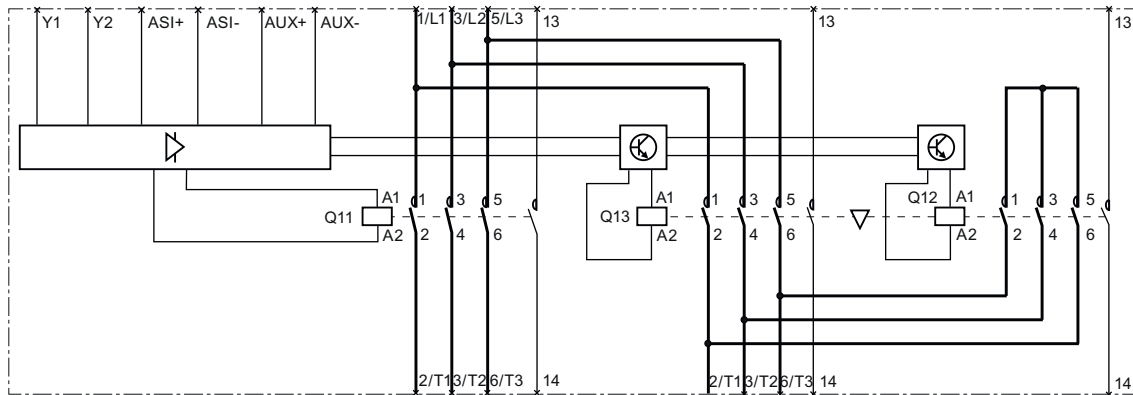 Y1 Y2 ASI+ ASI- AUX+ AUX- 1/L1 3/L2 5/L3 13 13 13
Q11 A1 1 3 5 Q13 A1 1 3 5 Q12 A1 1 3 5
A2 2 4 6 A2 2 4 6 A2 2 4 6
2/T1 3/T2 6/T3 14 2/T1 3/T2 6/T3 14 14